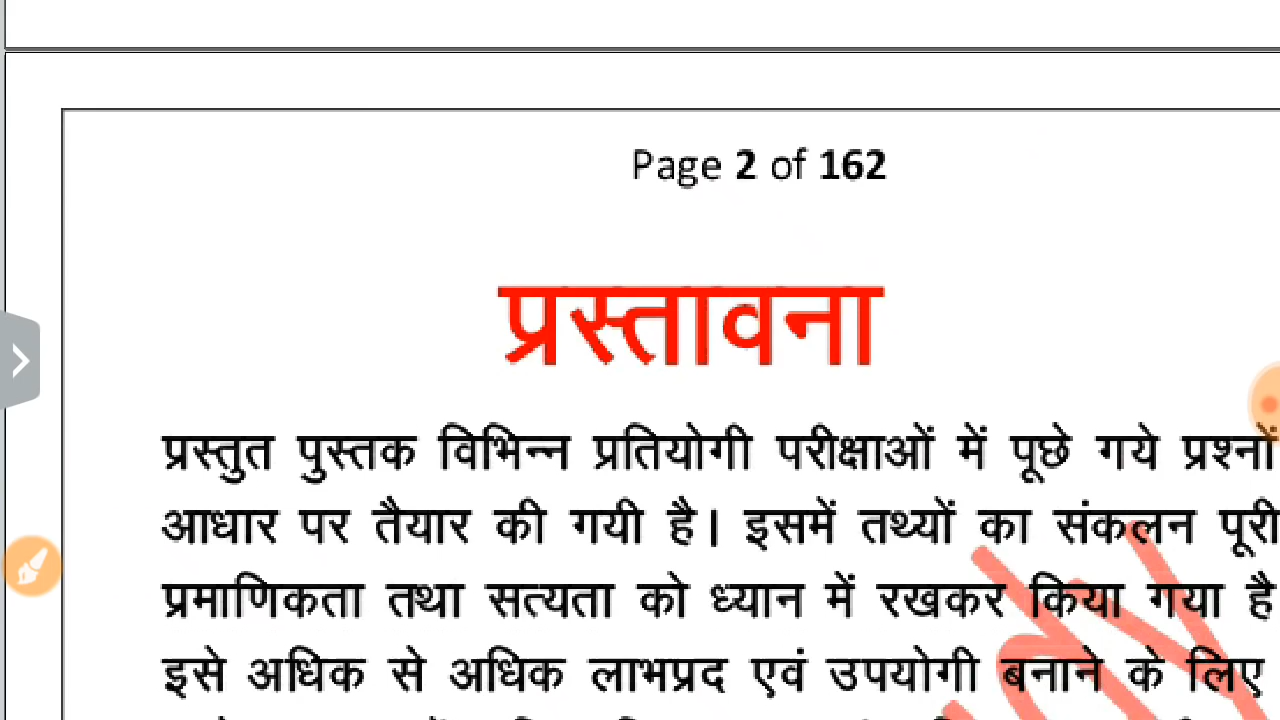 Page 2 of 162
प्रस्तावना
प्रस्तुत पुस्तक विभिन्न प्रतियोगी परीक्षाओं में पूछे गये प्रश्नों
आधार पर तैयार की गयी है। इसमें तथ्यों का संकलन पूरी
प्रमाणिकता तथा सत्यता को ध्यान में रखकर किया गया है
इसे अधिक से अधिक लाभप्रद एवं उपयोगी बनाने के लिए